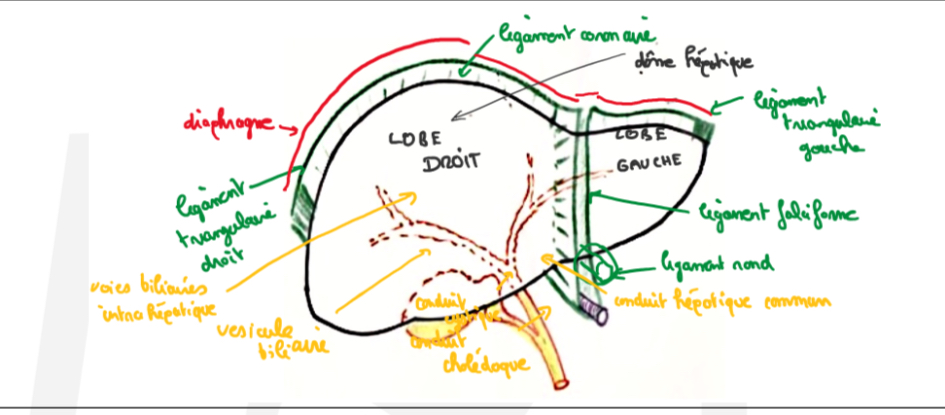 ligament coronaire
dôme hépatique
ligament
triangulaire
gauche
diaphragme
LOBE
DROIT
LOBE
GAUCHE
ligament
triangulaire
droit
ligament falciforme
ligament rond
voies biliaires
intra hépatique
conduit hépatique commun
conduit
cystique
vesicule
biliaire
conduit
cholédoque